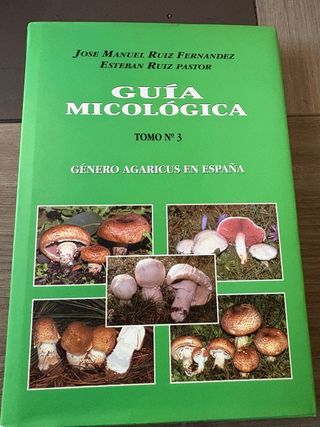 JOSE MANUEL RUIZ FERNANDEZ
ESTEBAN RUIZ PASTOR
GUÍA
MICOLÓGICA
TOMO Nº 3
GÉNERO AGARICUS EN ESPAÑA